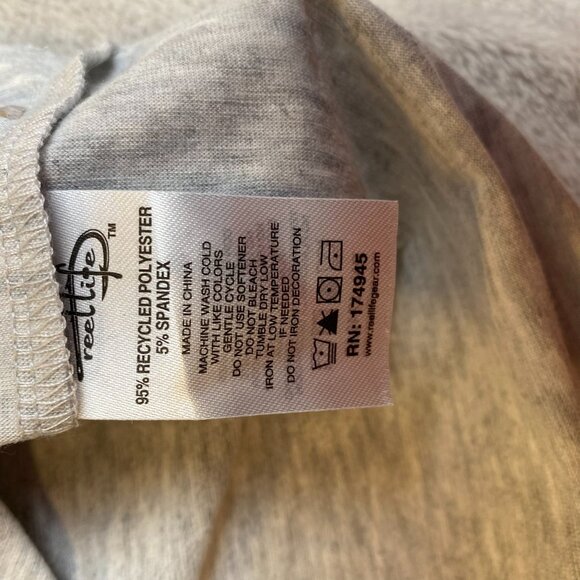 reel life™
95% RECYCLED POLYESTER
5% SPANDEX
MADE IN CHINA
MACHINE WASH COLD
WITH LIKE COLORS
GENTLE CYCLE
DO NOT USE SOFTENER
DO NOT BLEACH
TUMBLE DRY LOW
IRON AT LOW TEMPERATURE
IF NEEDED
DO NOT IRON DECORATION
RN: 174945
www.reellifegear.com